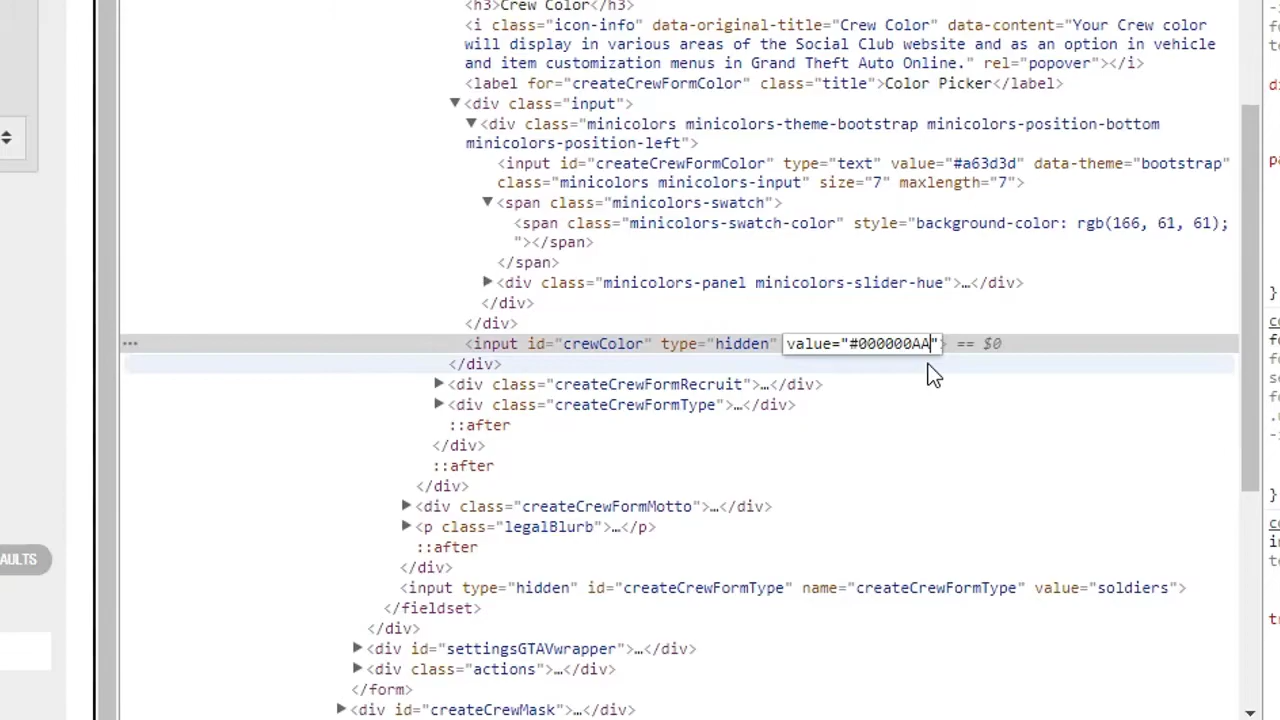 <h3>Crew Color</h3>
<i class="icon-info" data-original-title="Crew Color" data-content="Your Crew color
will display in various areas of the Social Club website and as an option in vehicle
and item customization menus in Grand Theft Auto Online." rel="popover"></i>
<label for="createCrewFormColor" class="title">Color Picker</label>
▼<div class="input">
▼<div class="minicolors minicolors-theme-bootstrap minicolors-position-bottom
minicolors-position-left">
<input id="createCrewFormColor" type="text" value="#a63d3d" data-theme="bootstrap"
class="minicolors minicolors-input" size="7" maxlength="7">
▼<span class="minicolors-swatch">
<span class="minicolors-swatch-color" style="background-color: rgb(166, 61, 61);
"></span>
</span>
▶<div class="minicolors-panel minicolors-slider-hue">…</div>
</div>
</div>
<input id="crewColor" type="hidden" value="#000000AA"> == $0
</div>
▶<div class="createCrewFormRecruit">…</div>
▶<div class="createCrewFormType">…</div>
::after
</div>
::after
</div>
▶<div class="createCrewFormMotto">…</div>
▶<p class="legalBlurb">…</p>
::after
</div>
AULTS
<input type="hidden" id="createCrewFormType" name="createCrewFormType" value="soldiers">
</fieldset>
</div>
▶<div id="settingsGTAVwrapper">…</div>
▶<div class="actions">…</div>
</form>
▶<div id="createCrewMask">…</div>